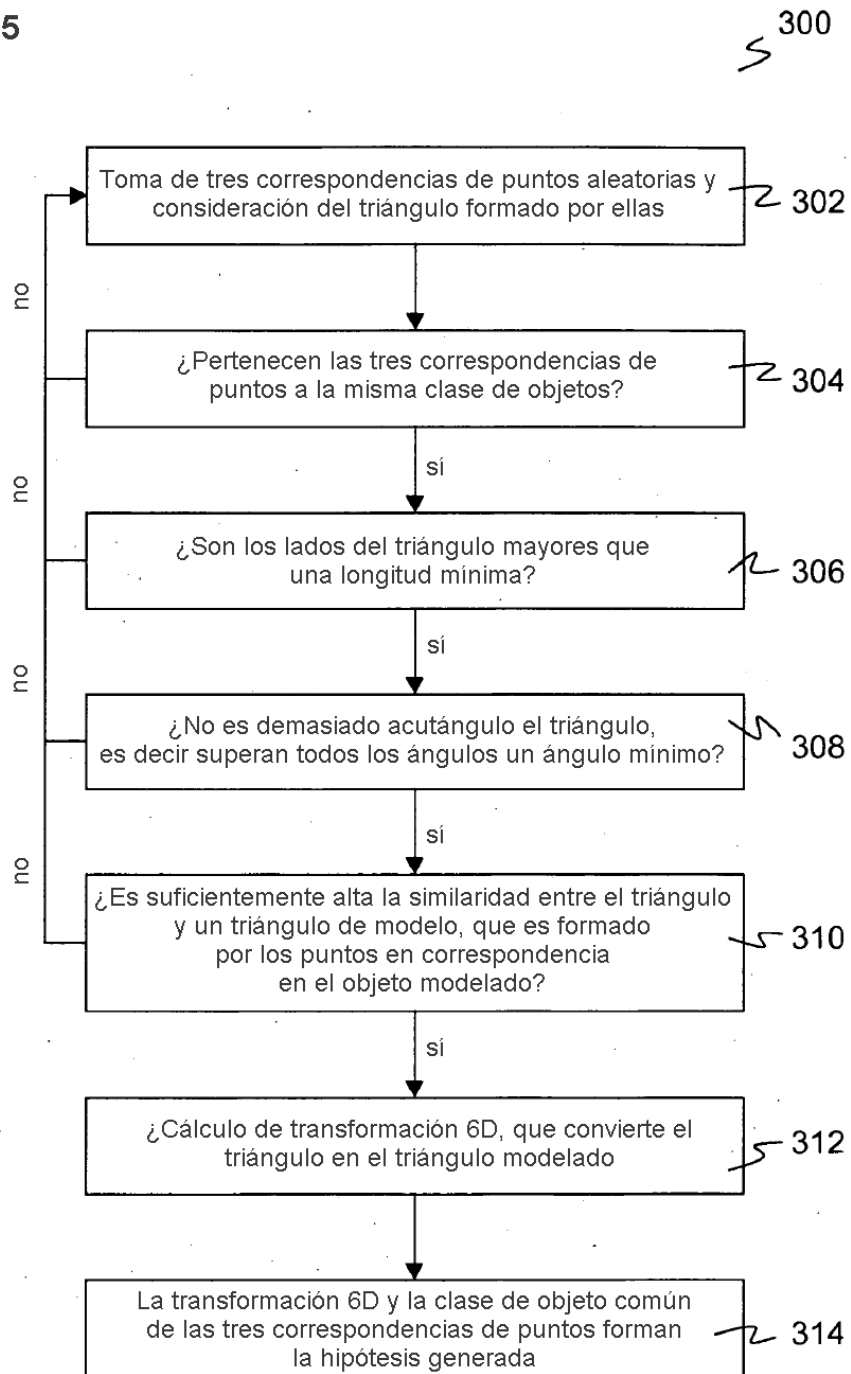 5
300
Toma de tres correspondencias de puntos aleatorias y
consideración del triángulo formado por ellas
302
no
¿Pertenecen las tres correspondencias de
puntos a la misma clase de objetos?
304
sí
no
¿Son los lados del triángulo mayores que
una longitud mínima?
306
sí
no
¿No es demasiado acutángulo el triángulo,
es decir superan todos los ángulos un ángulo mínimo?
308
sí
no
¿Es suficientemente alta la similaridad entre el triángulo
y un triángulo de modelo, que es formado
por los puntos en correspondencia
en el objeto modelado?
310
sí
¿Cálculo de transformación 6D, que convierte el
triángulo en el triángulo modelado
312
La transformación 6D y la clase de objeto común
de las tres correspondencias de puntos forman
la hipótesis generada
314